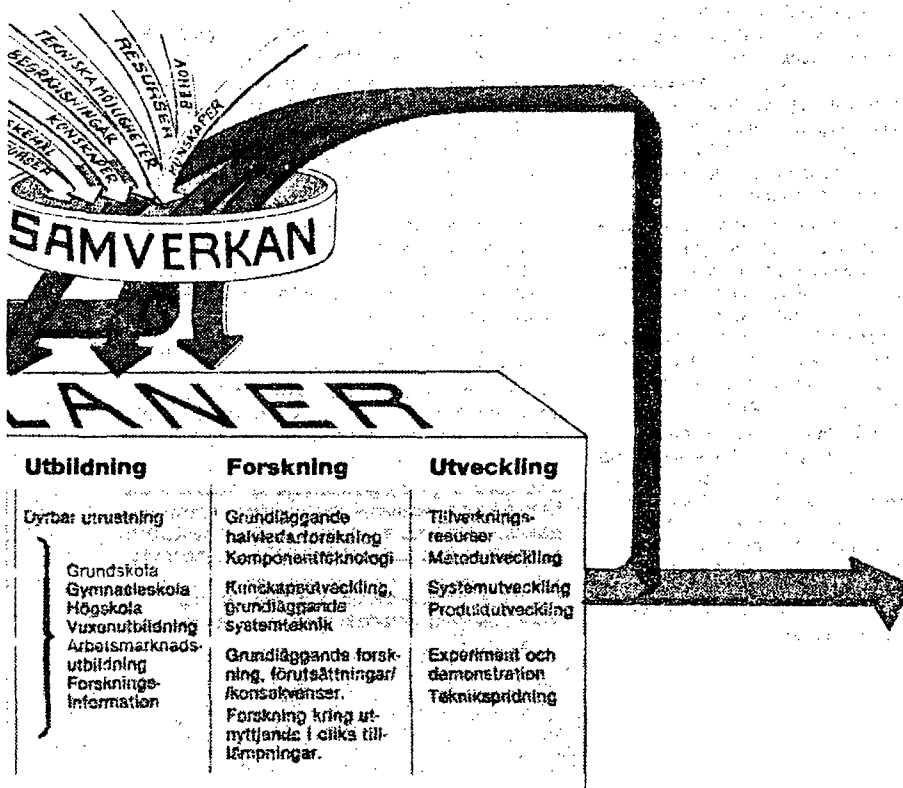 TEKNISKA MÖJLIGHETER
RESURSER
BEHOV
BEGRÄNSNINGAR
KUNSKAPER
KUNSKAPER
SAMVERKAN
LANER
Utbildning
Dyrbar utrustning
Grundskola
Gymnasieskola
Högskola
Vuxenutbildning
Arbetsmarknads-
utbildning
Forsknings-
information
Forskning
Grundläggande
halvledarforskning
Komponentteknologi
Kunskapsutveckling,
grundläggande
systemteknik
Grundläggande forsk-
ning, förutsättningar/
/konsekvenser.
Forskning kring ut-
nyttjande i olika till-
lämpningar.
Utveckling
Tillverknings-
resurser
Metodutveckling
Systemutveckling
Produktutveckling
Experiment och
demonstration
Teknikspridning